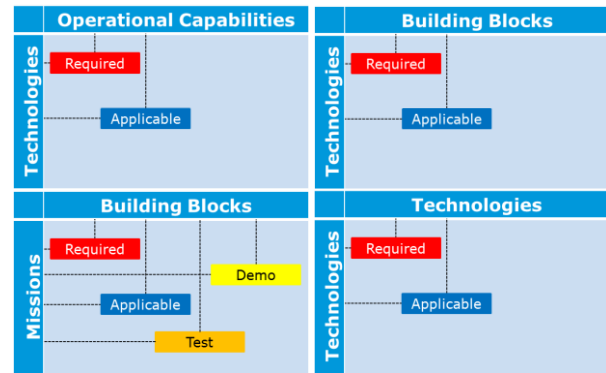 Operational Capabilities
Technologies
Required
Applicable
Building Blocks
Technologies
Required
Applicable
Building Blocks
Missions
Required
Demo
Applicable
Test
Technologies
Technologies
Required
Applicable